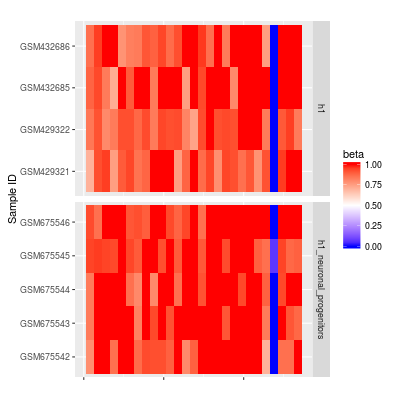 GSM432686
GSM432685
GSM429322
GSM429321
h1
GSM675546
GSM675545
GSM675544
GSM675543
GSM675542
h1_neuronal_progenitors
Sample ID
beta
1.00
0.75
0.50
0.25
0.00